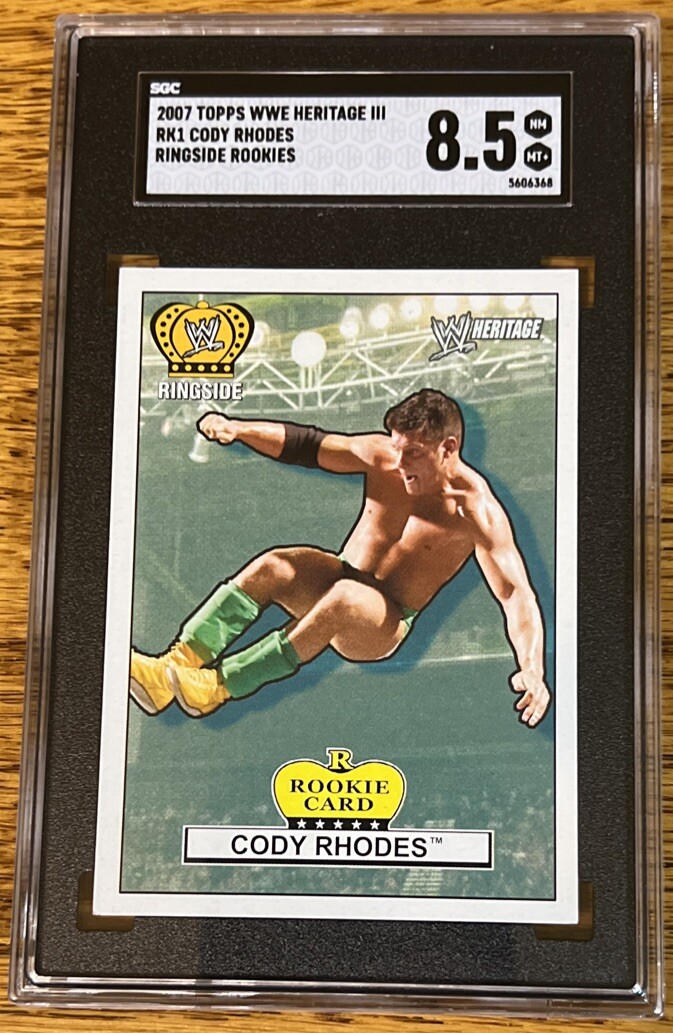 SGC
2007 TOPPS WWE HERITAGE III
RK1 CODY RHODES
RINGSIDE ROOKIES
8.5
NM
MT+
5606368
W
RINGSIDE
W HERITAGE
R
ROOKIE
CARD
CODY RHODES™